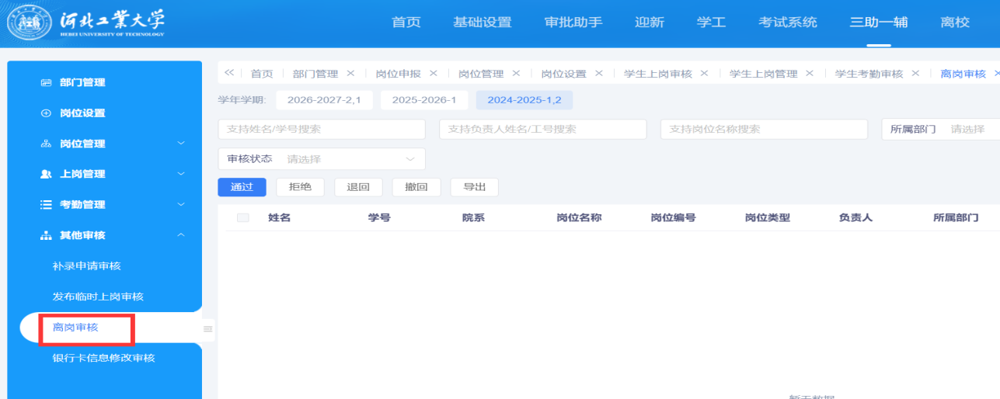 河北工業大学
HEBEI UNIVERSITY OF TECHNOLOGY
首页 基础设置 审批助手 迎新 学工 考试系统 三助一辅 离校
部门管理
岗位设置
岗位管理
上岗管理
考勤管理
其他审核
补录申请审核
发布临时上岗审核
离岗审核
银行卡信息修改审核
首页 部门管理 × 岗位申报 × 岗位管理 × 岗位设置 × 学生上岗审核 × 学生上岗管理 × 学生考勤审核 × 离岗审核 ×
学年学期: 2026-2027-2,1 2025-2026-1 2024-2025-1,2
支持姓名/学号搜索 支持负责人姓名/工号搜索 支持岗位名称搜索 所属部门 请选择
审核状态 请选择
通过 拒绝 退回 撤回 导出
姓名 学号 院系 岗位名称 岗位编号 岗位类型 负责人 所属部门
暂无数据